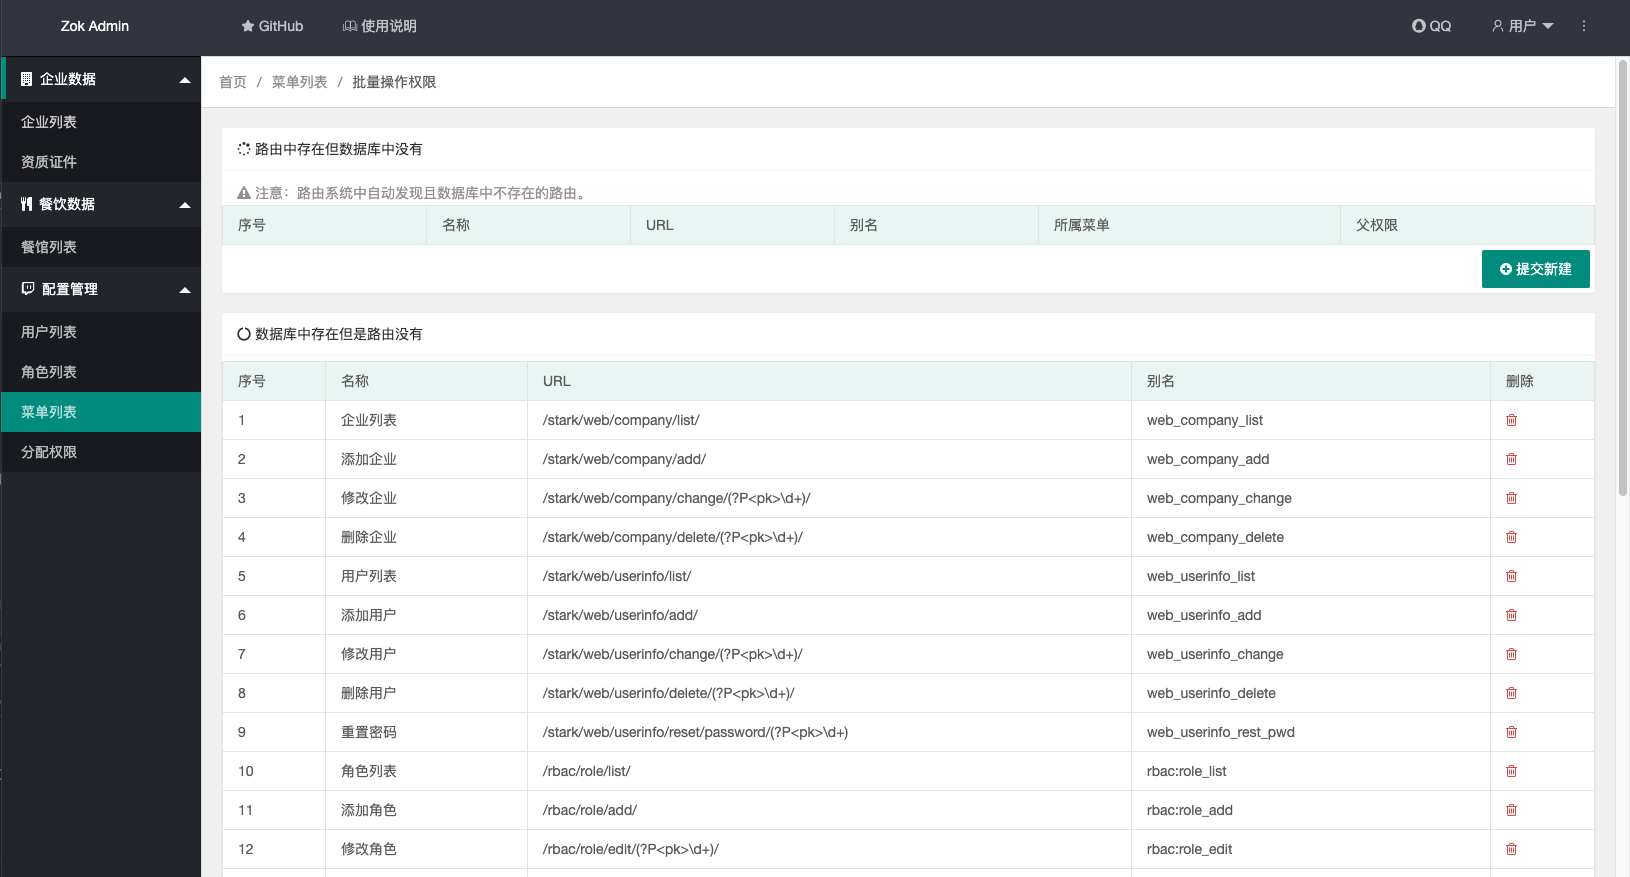 Zok Admin
GitHub
使用说明
QQ
用户
企业数据
企业列表
资质证件
餐饮数据
餐馆列表
配置管理
用户列表
角色列表
菜单列表
分配权限
首页 / 菜单列表 / 批量操作权限
路由中存在但数据库中没有
注意：路由系统中自动发现且数据库中不存在的路由。
序号 名称 URL 别名 所属菜单 父权限
提交新建
数据库中存在但是路由没有
序号 名称 URL 别名 删除
1 企业列表 /stark/web/company/list/ web_company_list
2 添加企业 /stark/web/company/add/ web_company_add
3 修改企业 /stark/web/company/change/(?P<pk>\d+)/ web_company_change
4 删除企业 /stark/web/company/delete/(?P<pk>\d+)/ web_company_delete
5 用户列表 /stark/web/userinfo/list/ web_userinfo_list
6 添加用户 /stark/web/userinfo/add/ web_userinfo_add
7 修改用户 /stark/web/userinfo/change/(?P<pk>\d+)/ web_userinfo_change
8 删除用户 /stark/web/userinfo/delete/(?P<pk>\d+)/ web_userinfo_delete
9 重置密码 /stark/web/userinfo/reset/password/(?P<pk>\d+) web_userinfo_rest_pwd
10 角色列表 /rbac/role/list/ rbac:role_list
11 添加角色 /rbac/role/add/ rbac:role_add
12 修改角色 /rbac/role/edit/(?P<pk>\d+)/ rbac:role_edit